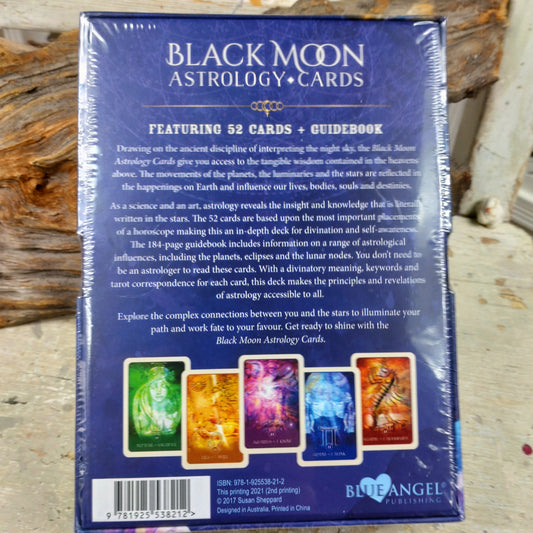 BLACK MOON
ASTROLOGY CARDS
FEATURING 52 CARDS + GUIDEBOOK
Drawing on the ancient discipline of interpreting the night sky, the Black Moon
Astrology Cards give you access to the tangible wisdom contained in the heavens
above. The movements of the planets, the luminaries and the stars are reflected in
the happenings on Earth and influence our lives, bodies, souls and destinies.
As a science and an art, astrology reveals the insight and knowledge that is literally
written in the stars. The 52 cards are based upon the most important placements
of a horoscope making this an in-depth deck for divination and self-awareness.
The 184-page guidebook includes information on a range of astrological
influences, including the planets, eclipses and the lunar nodes. You don't need to
be an astrologer to read these cards. With a divinatory meaning, keywords and
tarot correspondence for each card, this deck makes the principles and revelations
of astrology accessible to all.
Explore the complex connections between you and the stars to illuminate your
path and work fate to your favour. Get ready to shine with the
Black Moon Astrology Cards.
ISBN: 978-1-925538-21-2
This printing 2021 (2nd printing)
© 2017 Susan Sheppard
Designed in Australia, Printed in China
9 781925 538212 >
BLUE ANGEL®
PUBLISHING